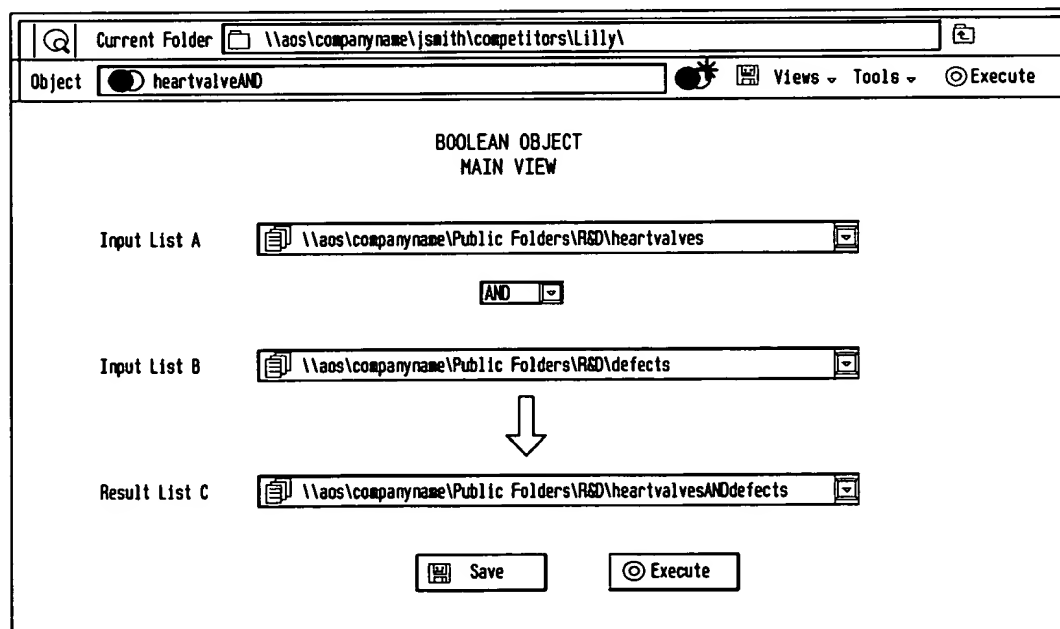 Current Folder \\aos\companyname\jsmith\competitors\Lilly\
Object heartvalveAND Views Tools Execute
BOOLEAN OBJECT
MAIN VIEW
Input List A \\aos\companyname\Public Folders\R&D\heartvalves
AND
Input List B \\aos\companyname\Public Folders\R&D\defects
Result List C \\aos\companyname\Public Folders\R&D\heartvalvesANDdefects
Save Execute